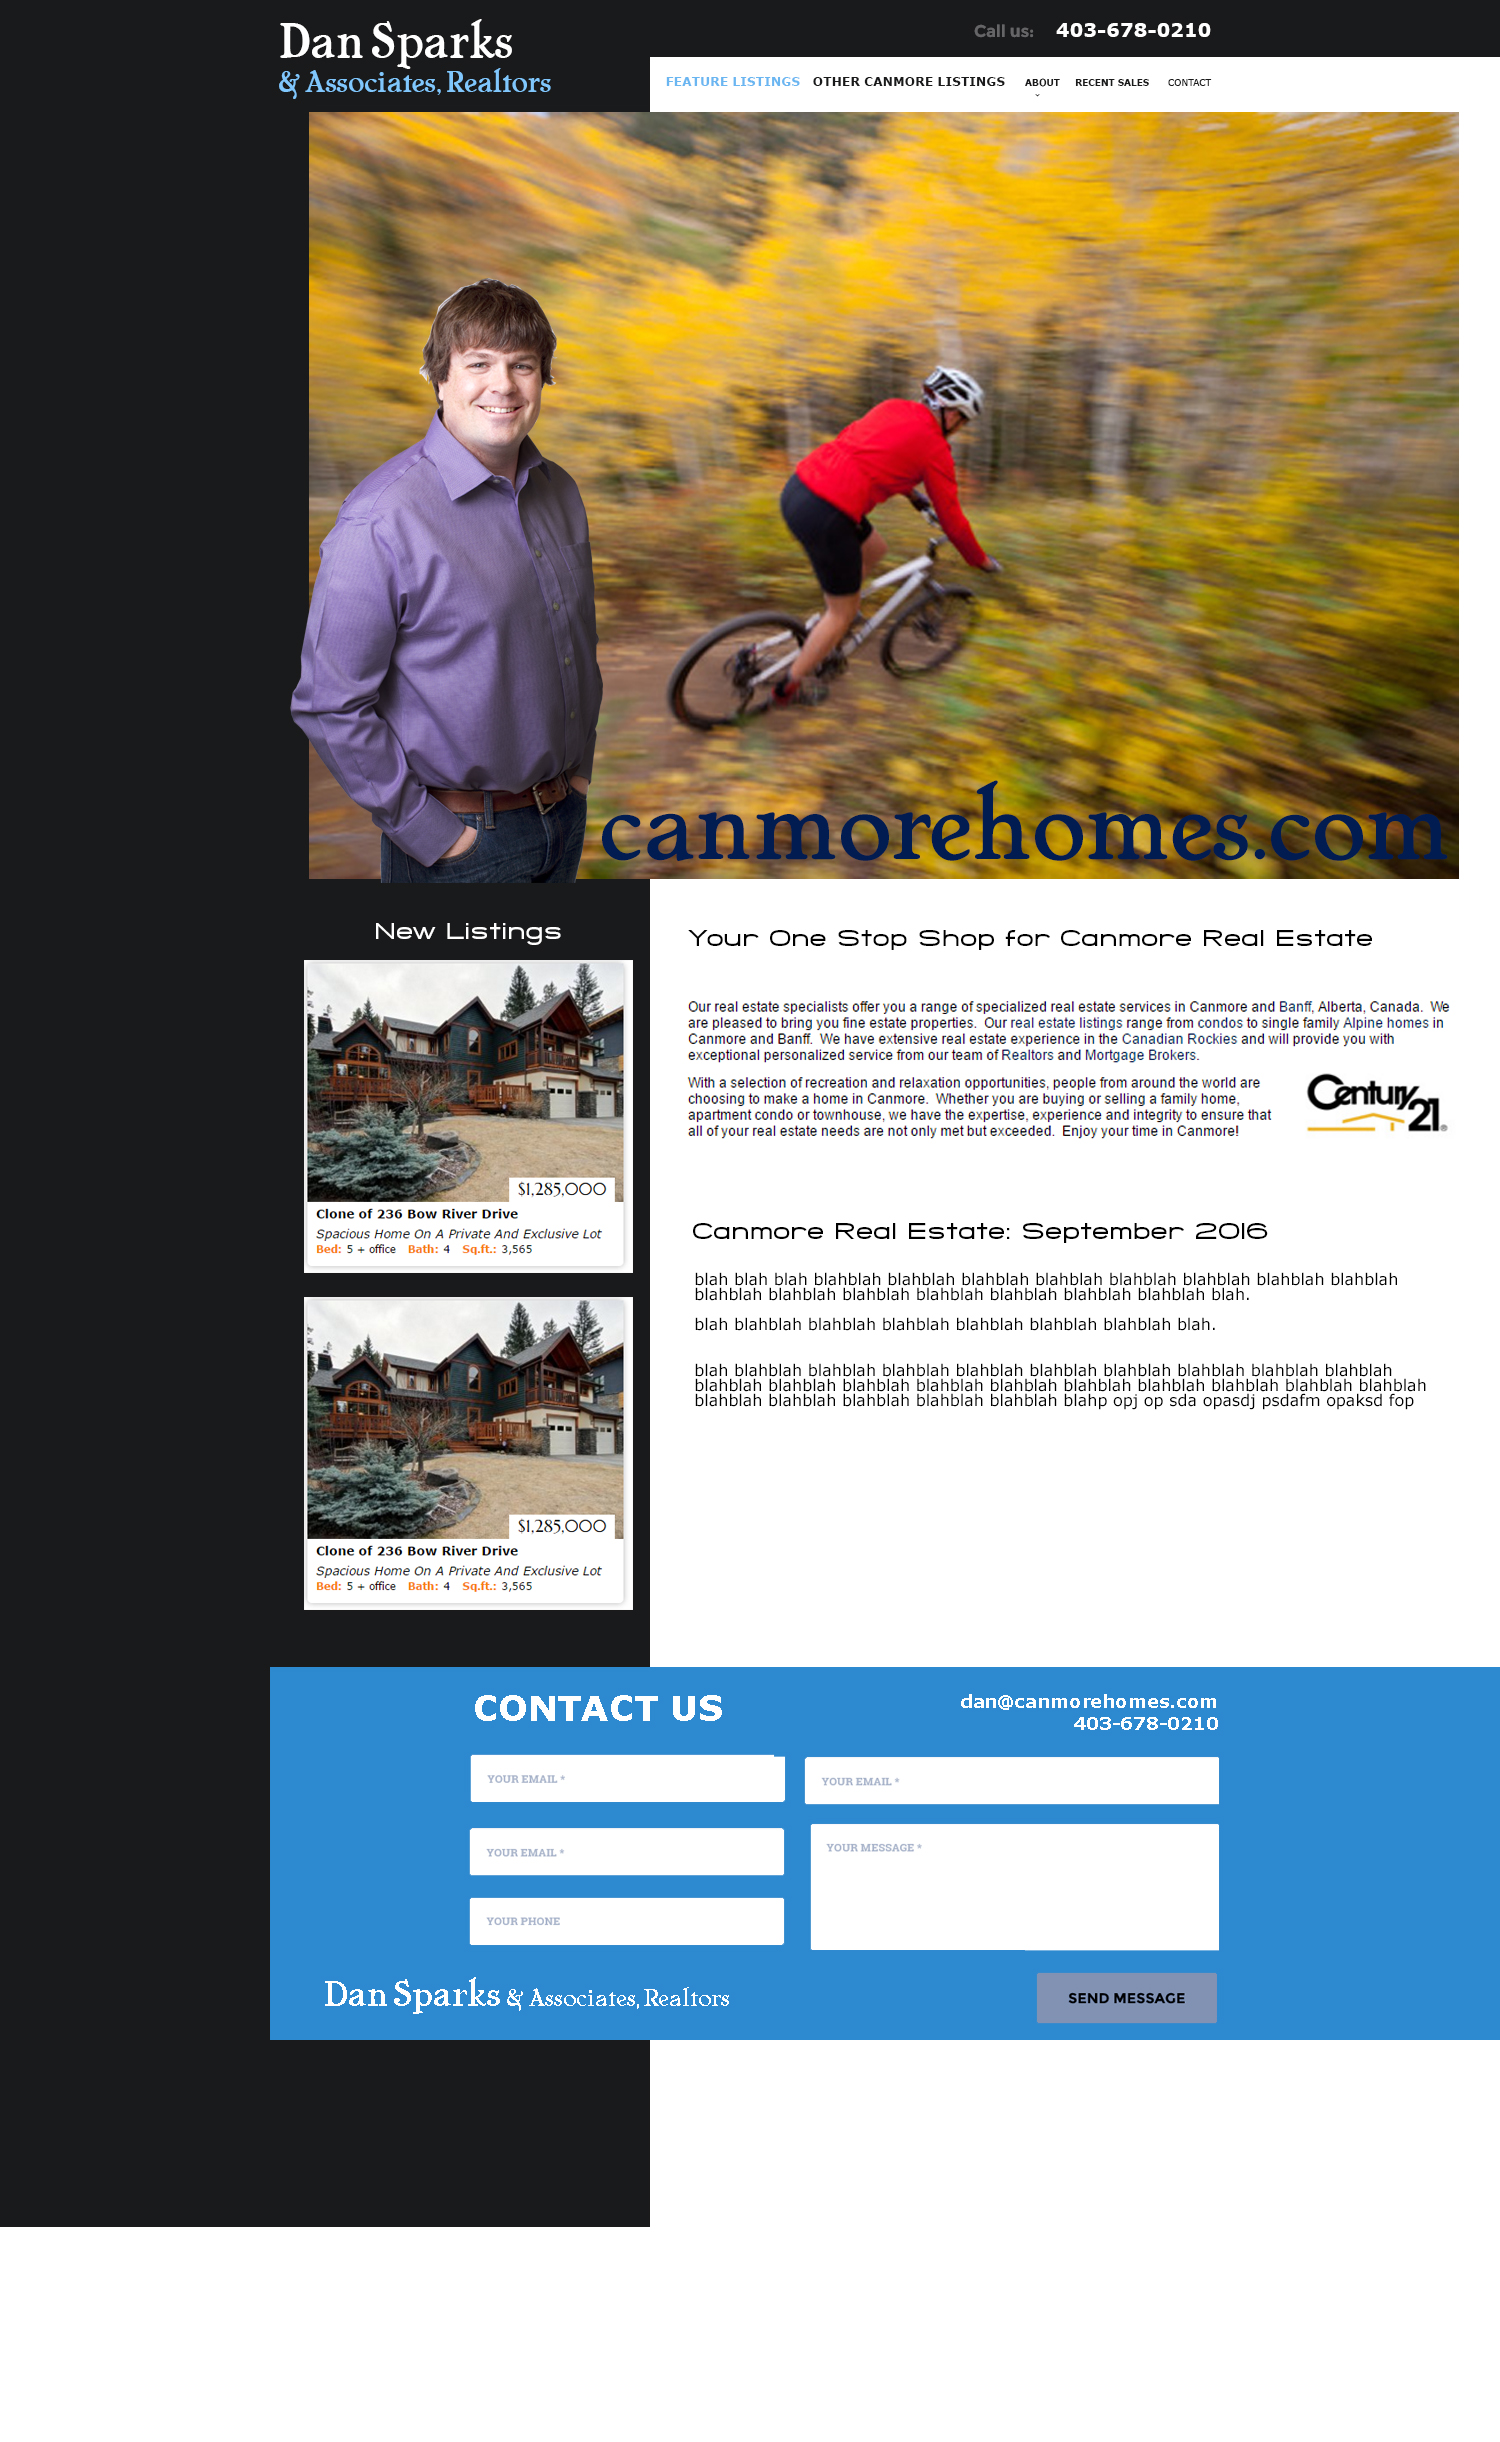 Dan Sparks
& Associates, Realtors
Call us: 403-678-0210
FEATURE LISTINGS OTHER CANMORE LISTINGS ABOUT RECENT SALES CONTACT
canmorehomes.com
New Listings
$1,285,000
Clone of 236 Bow River Drive
Spacious Home On A Private And Exclusive Lot
Bed: 5 + office Bath: 4 Sq.ft.: 3,565
$1,285,000
Clone of 236 Bow River Drive
Spacious Home On A Private And Exclusive Lot
Bed: 5 + office Bath: 4 Sq.ft.: 3,565
Your One Stop Shop for Canmore Real Estate
Our real estate specialists offer you a range of specialized real estate services in Canmore and Banff, Alberta, Canada. We
are pleased to bring you fine estate properties. Our real estate listings range from condos to single family Alpine homes in
Canmore and Banff. We have extensive real estate experience in the Canadian Rockies and will provide you with
exceptional personalized service from our team of Realtors and Mortgage Brokers.
With a selection of recreation and relaxation opportunities, people from around the world are
choosing to make a home in Canmore. Whether you are buying or selling a family home,
apartment condo or townhouse, we have the expertise, experience and integrity to ensure that
all of your real estate needs are not only met but exceeded. Enjoy your time in Canmore!
Century 21®
Canmore Real Estate: September 2016
blah blah blah blahblah blahblah blahblah blahblah blahblah blahblah blahblah blahblah
blahblah blahblah blahblah blahblah blahblah blahblah blahblah blah.
blah blahblah blahblah blahblah blahblah blahblah blahblah blah.
blah blahblah blahblah blahblah blahblah blahblah blahblah blahblah blahblah blahblah
blahblah blahblah blahblah blahblah blahblah blahblah blahblah blahblah blahblah blahblah
blahblah blahblah blahblah blahblah blahblah blahp opj op sda opasdj psdafm opaksd fop
CONTACT US
dan@canmorehomes.com
403-678-0210
YOUR EMAIL *
YOUR EMAIL *
YOUR EMAIL *
YOUR MESSAGE *
YOUR PHONE
Dan Sparks & Associates, Realtors
SEND MESSAGE